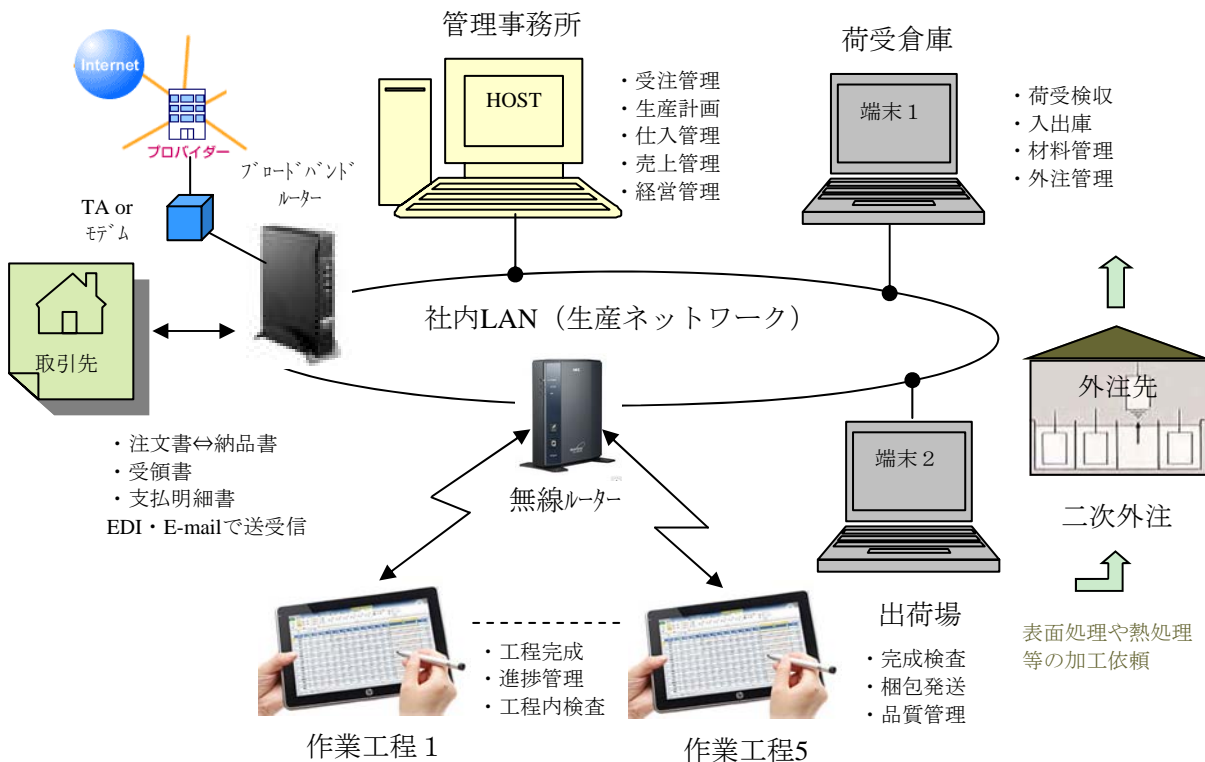 管理事務所
荷受倉庫
Internet
プロバイダー
ﾌﾞﾛｰﾄﾞﾊﾞﾝﾄﾞ
ﾙｰﾀｰ
TA or
ﾓﾃﾞﾑ
HOST
・受注管理
・生産計画
・仕入管理
・売上管理
・経営管理
端末１
・荷受検収
・入出庫
・材料管理
・外注管理
社内LAN（生産ネットワーク）
取引先
・注文書⇔納品書
・受領書
・支払明細書
EDI・E-mailで送受信
無線ﾙｰﾀｰ
端末２
外注先
二次外注
出荷場
・完成検査
・梱包発送
・品質管理
表面処理や熱処理
等の加工依頼
・工程完成
・進捗管理
・工程内検査
作業工程１
作業工程5